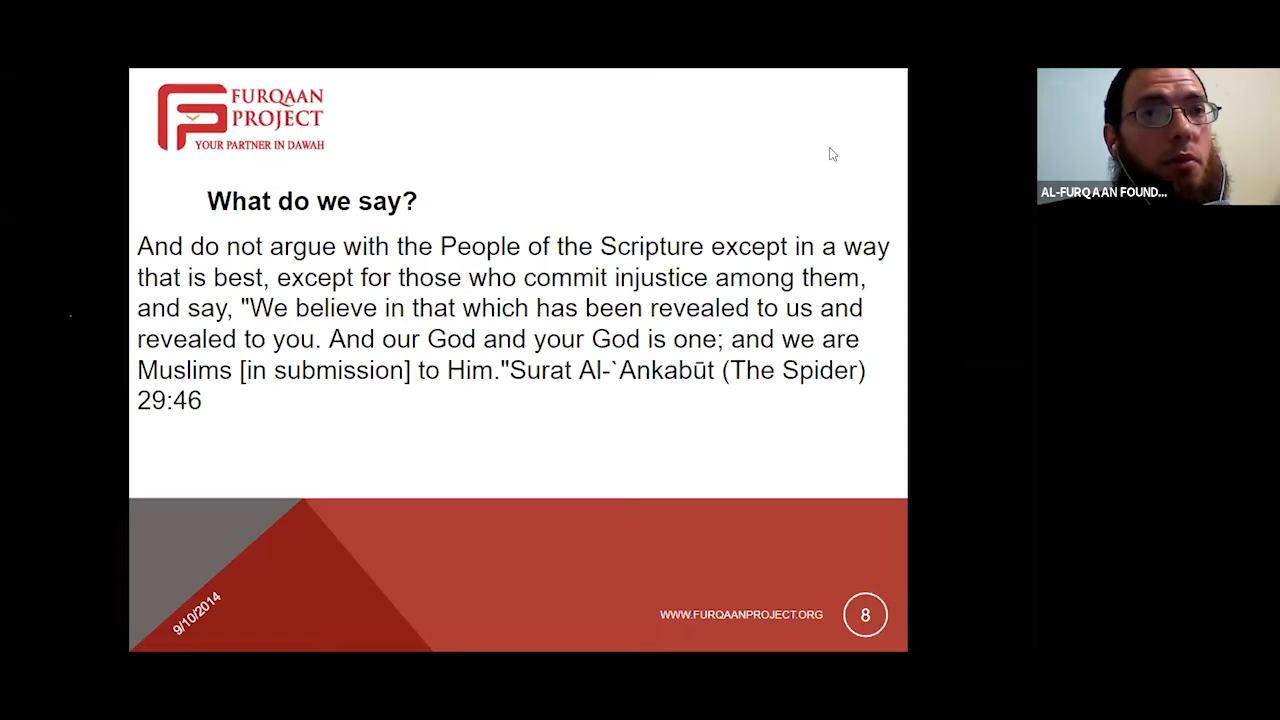 FURQAAN
PROJECT
YOUR PARTNER IN DAWAH
AL-FURQAAN FOUND...
What do we say?
And do not argue with the People of the Scripture except in a way
that is best, except for those who commit injustice among them,
and say, "We believe in that which has been revealed to us and
revealed to you. And our God and your God is one; and we are
Muslims [in submission] to Him."Surat Al-`Ankabūt (The Spider)
29:46
9/10/2014
WWW.FURQAANPROJECT.ORG
8